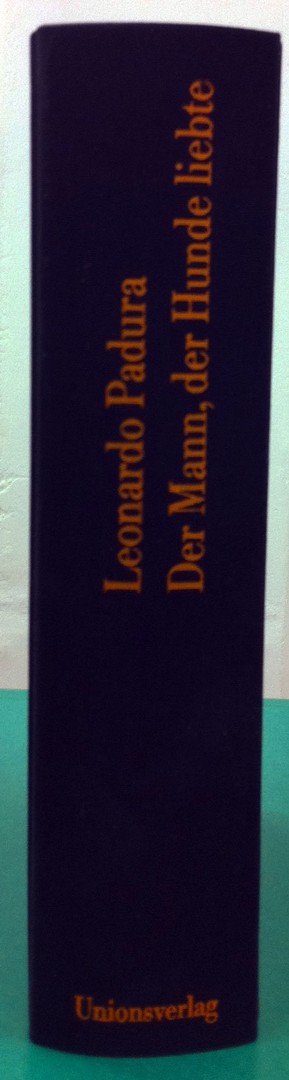 Leonardo Padura
Der Mann, der Hunde liebte
Unionsverlag